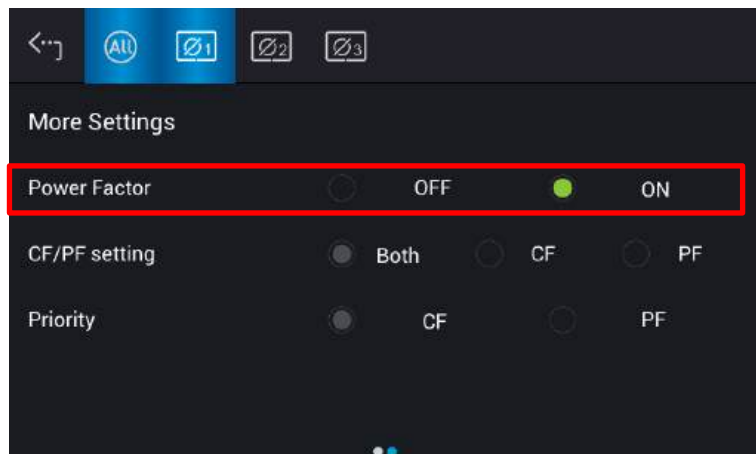 All Ø1 Ø2 Ø3
More Settings
Power Factor OFF ON
CF/PF setting Both CF PF
Priority CF PF